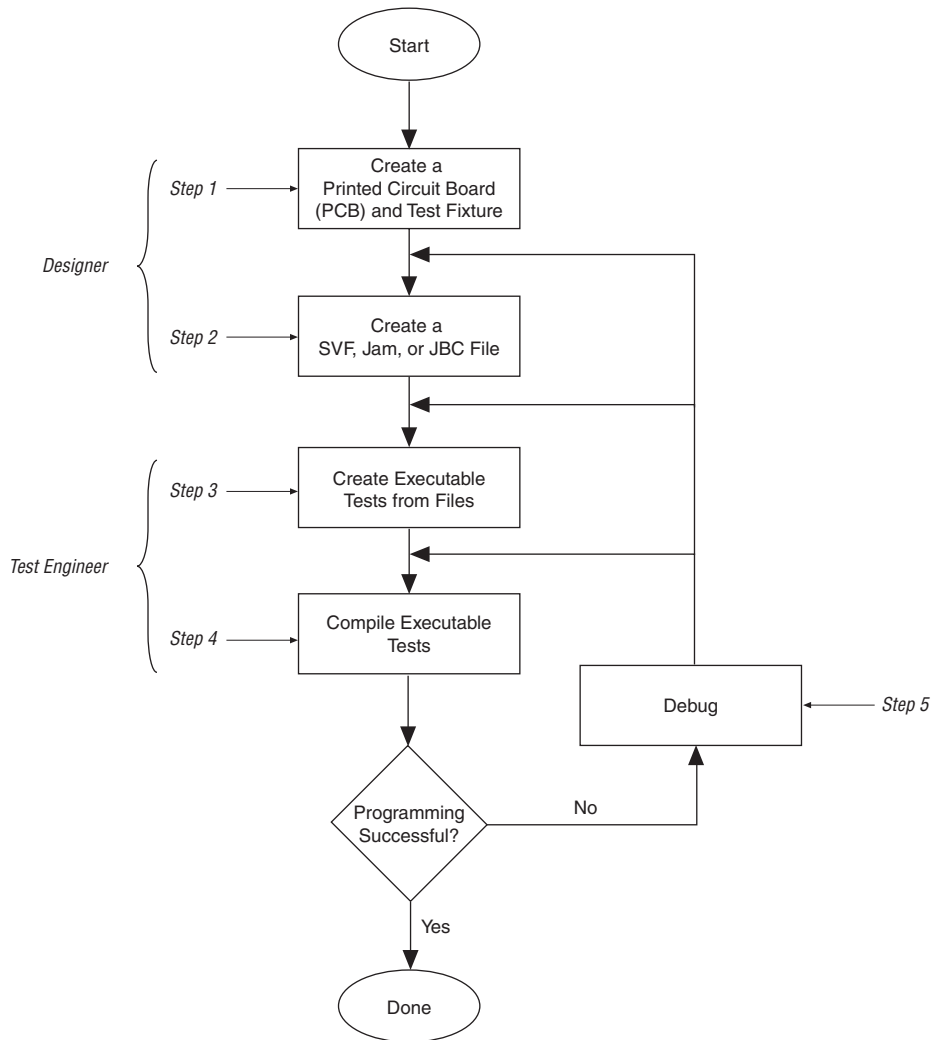 Start
Create a
Printed Circuit Board
(PCB) and Test Fixture
Step 1
Designer
Step 2
Create a
SVF, Jam, or JBC File
Step 3
Create Executable
Tests from Files
Test Engineer
Step 4
Compile Executable
Tests
Debug
Step 5
Programming
Successful?
No
Yes
Done